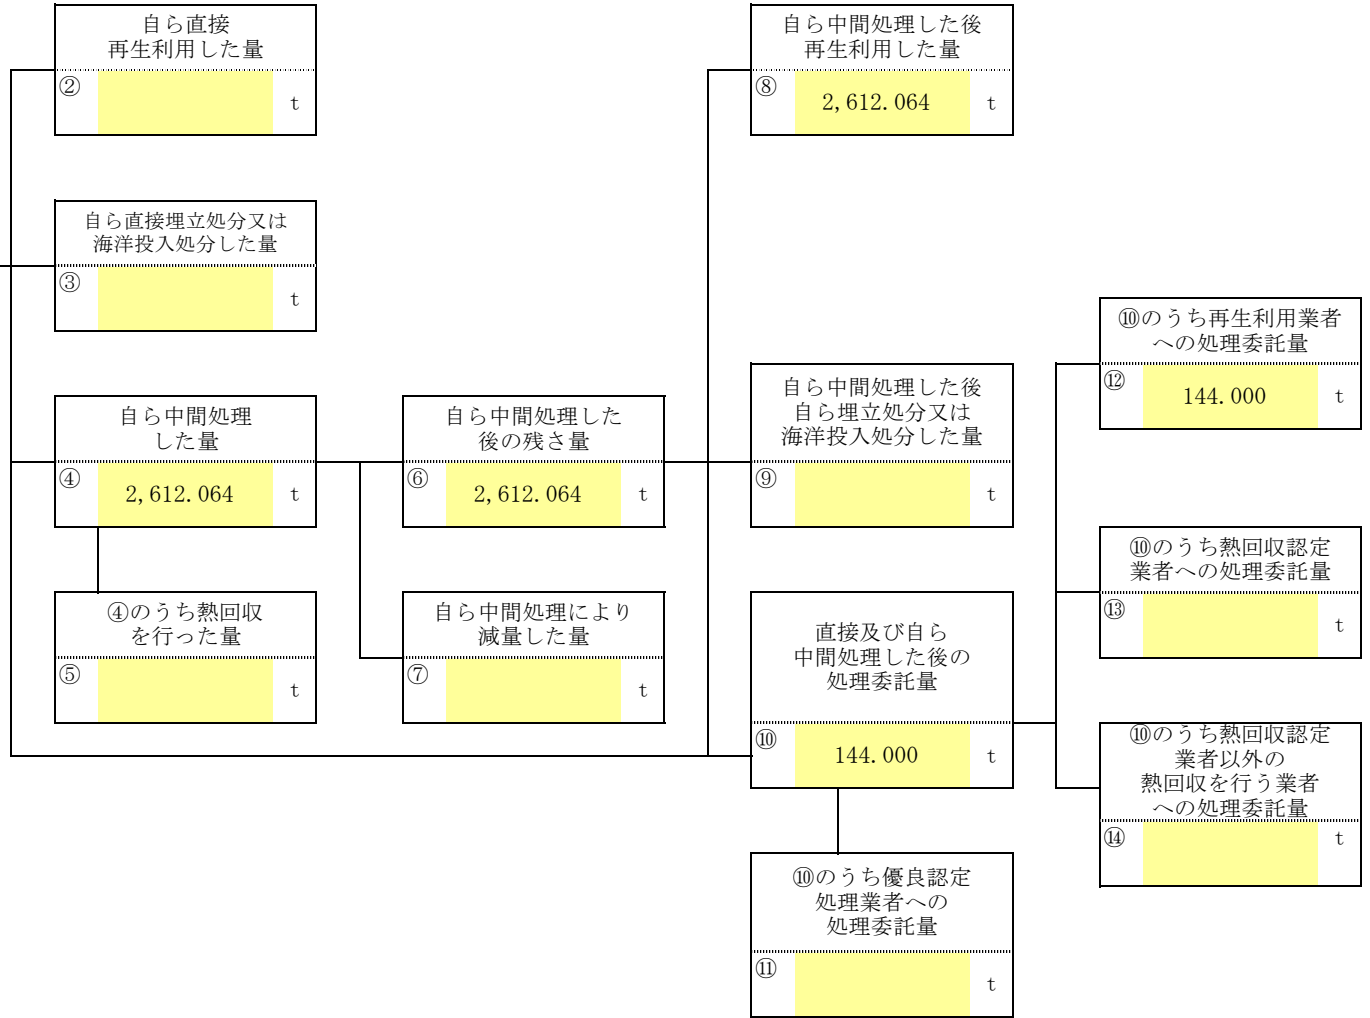 自ら直接
再生利用した量
②
t
自ら直接埋立処分又は
海洋投入処分した量
③
t
自ら中間処理
した量
④
2,612.064
t
④のうち熱回収
を行った量
⑤
t
自ら中間処理した
後の残さ量
⑥
2,612.064
t
自ら中間処理により
減量した量
⑦
t
自ら中間処理した後
再生利用した量
⑧
2,612.064
t
自ら中間処理した後
自ら埋立処分又は
海洋投入処分した量
⑨
t
直接及び自ら
中間処理した後の
処理委託量
⑩
144.000
t
⑩のうち優良認定
処理業者への
処理委託量
⑪
t
⑩のうち再生利用業者
への処理委託量
⑫
144.000
t
⑩のうち熱回収認定
業者への処理委託量
⑬
t
⑩のうち熱回収認定
業者以外の
熱回収を行う業者
への処理委託量
⑭
t